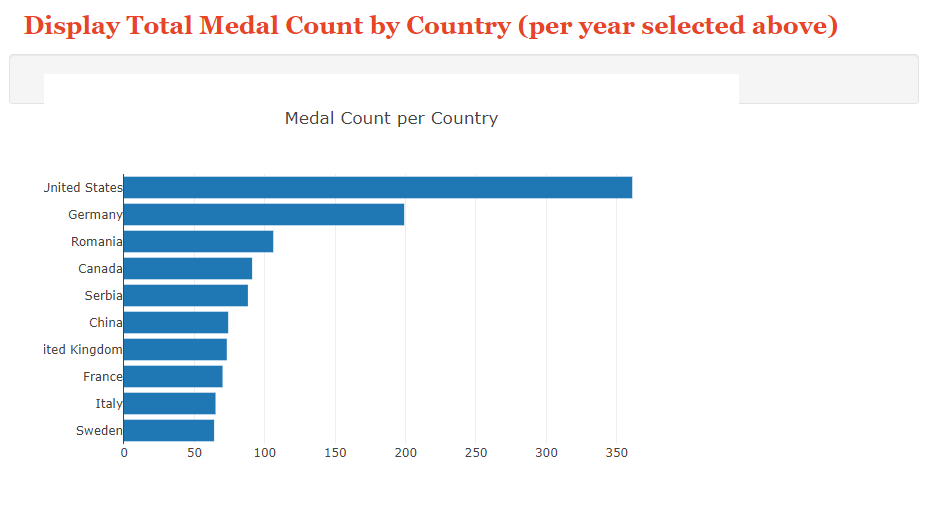 Display Total Medal Count by Country (per year selected above)
Medal Count per Country
United States
Germany
Romania
Canada
Serbia
China
ited Kingdom
France
Italy
Sweden
0 50 100 150 200 250 300 350